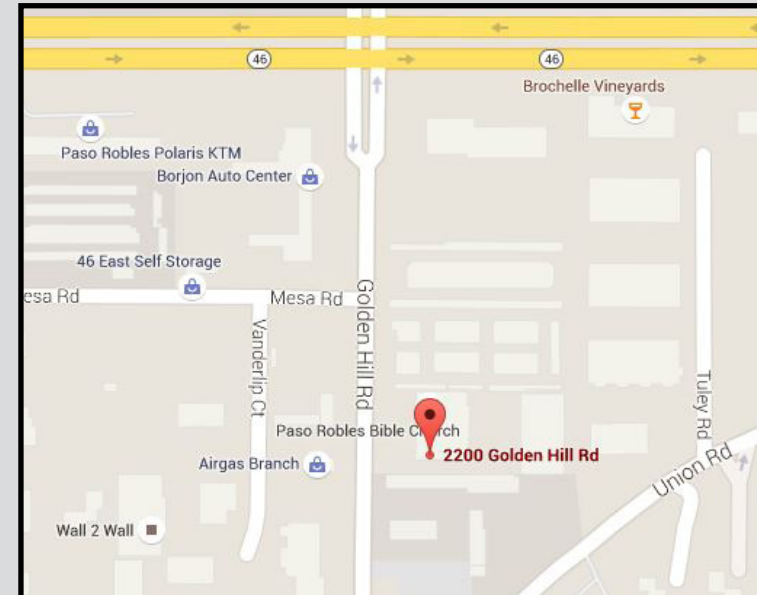 46
46
Brochelle Vineyards
Paso Robles Polaris KTM
Borjon Auto Center
46 East Self Storage
esa Rd
Mesa Rd
Golden Hill Rd
Vanderlip Ct
Tuley Rd
Paso Robles Bible Church
2200 Golden Hill Rd
Airgas Branch
Union Rd
Wall 2 Wall